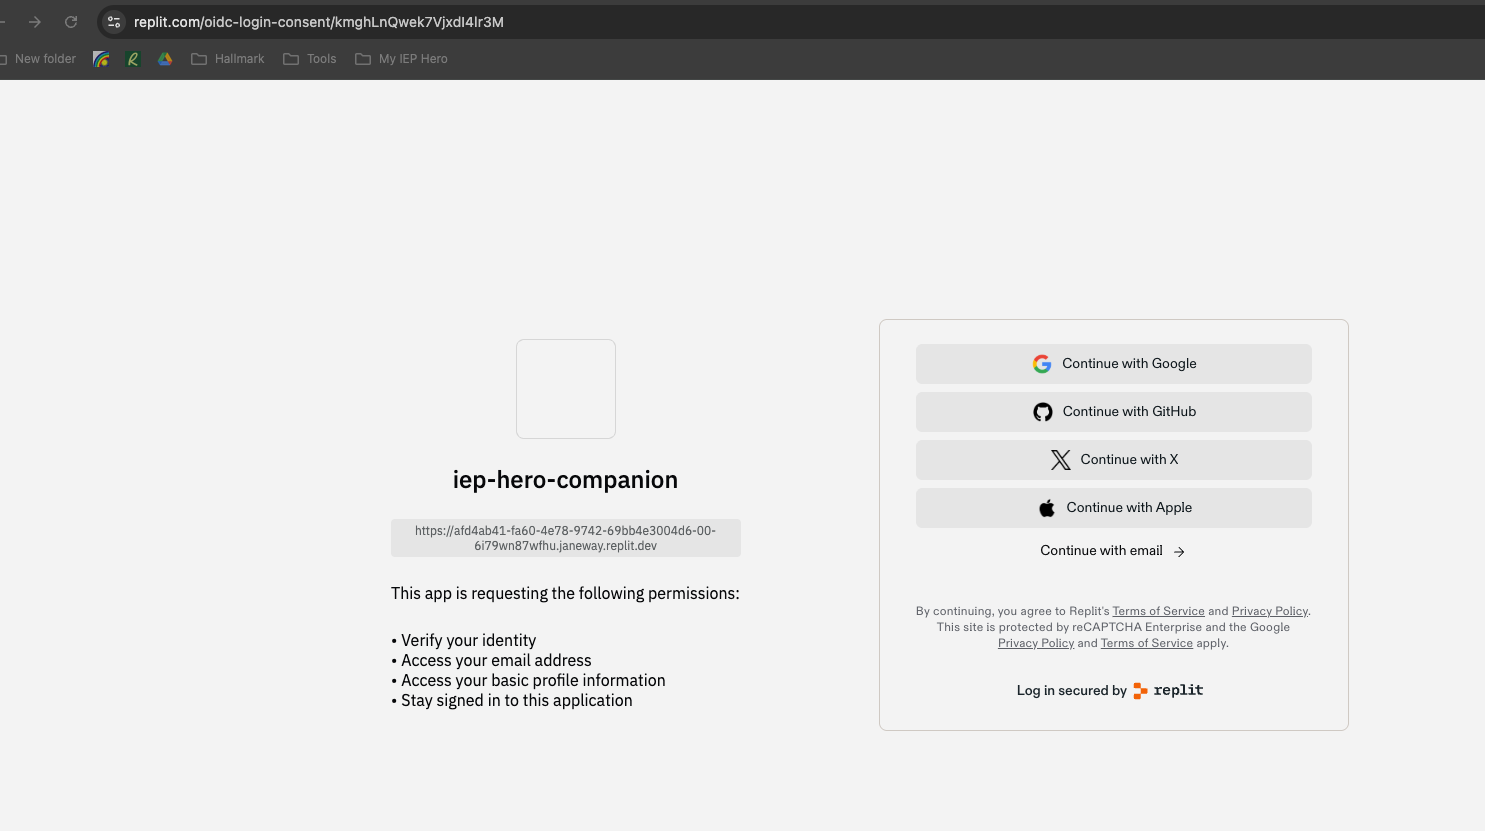 replit.com/oidc-login-consent/kmghLnQwek7Vjxdl4lr3M
New folder
Hallmark
Tools
My IEP Hero
iep-hero-companion
https://afd4ab41-fa60-4e78-9742-69bb4e3004d6-00-
6i79wn87wfhu.janeway.replit.dev
This app is requesting the following permissions:
• Verify your identity
• Access your email address
• Access your basic profile information
• Stay signed in to this application
Continue with Google
Continue with GitHub
Continue with X
Continue with Apple
Continue with email →
By continuing, you agree to Replit's Terms of Service and Privacy Policy.
This site is protected by reCAPTCHA Enterprise and the Google
Privacy Policy and Terms of Service apply.
Log in secured by replit